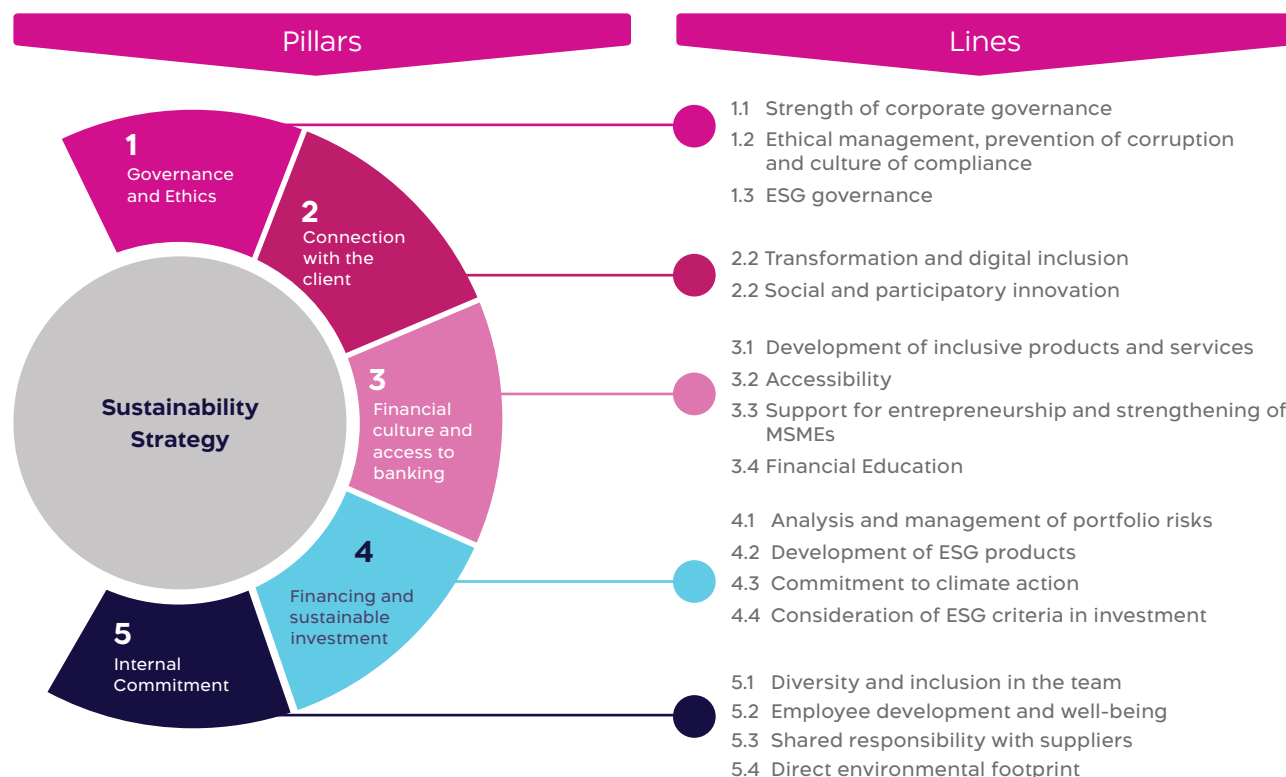 Pillars
Lines
1
Governance
and Ethics
2
Connection
with the
client
3
Financial
culture and
access to
banking
4
Financing and
sustainable
investment
5
Internal
Commitment
Sustainability
Strategy
1.1 Strength of corporate governance
1.2 Ethical management, prevention of corruption
and culture of compliance
1.3 ESG governance
2.2 Transformation and digital inclusion
2.2 Social and participatory innovation
3.1 Development of inclusive products and services
3.2 Accessibility
3.3 Support for entrepreneurship and strengthening of
MSMEs
3.4 Financial Education
4.1 Analysis and management of portfolio risks
4.2 Development of ESG products
4.3 Commitment to climate action
4.4 Consideration of ESG criteria in investment
5.1 Diversity and inclusion in the team
5.2 Employee development and well-being
5.3 Shared responsibility with suppliers
5.4 Direct environmental footprint